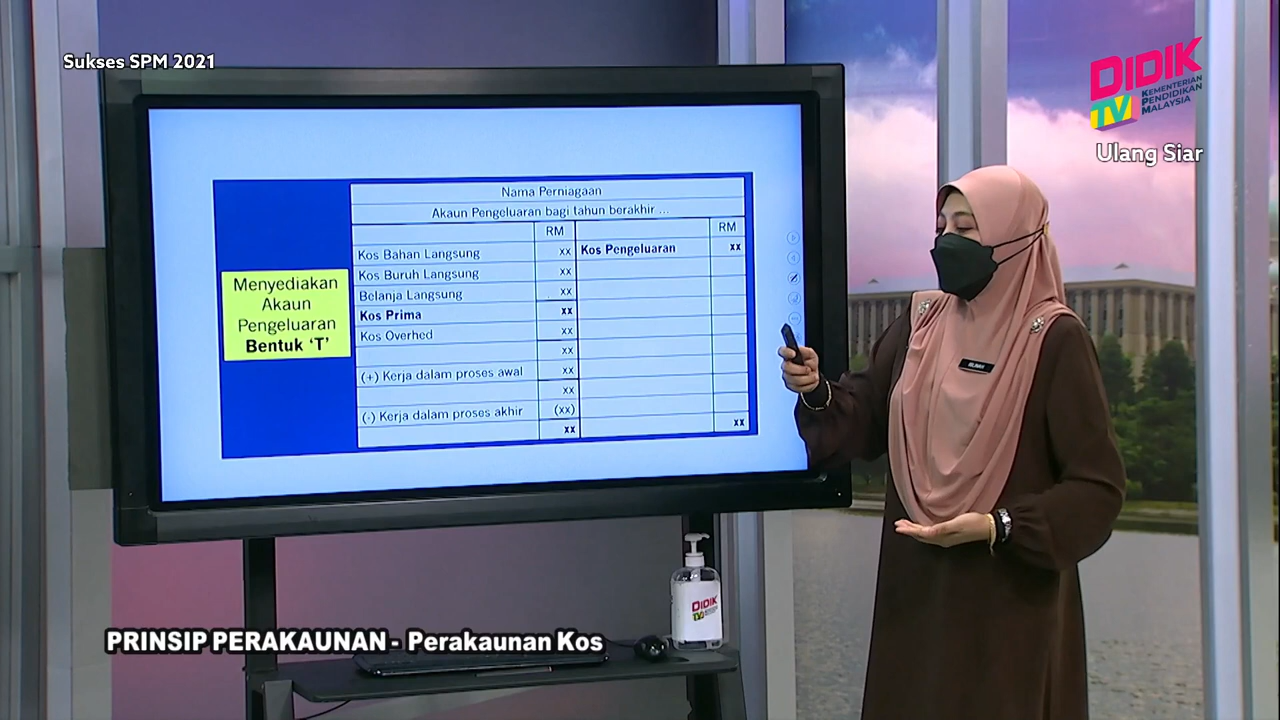 Sukses SPM 2021
DIDIK
TV
KEMENTERIAN
PENDIDIKAN
MALAYSIA
Ulang Siar
Nama Perniagaan
Akaun Pengeluaran bagi tahun berakhir ...
RM RM
Kos Bahan Langsung xx Kos Pengeluaran xx
Kos Buruh Langsung xx
Belanja Langsung xx
Kos Prima xx
Kos Overhed xx
xx
(+) Kerja dalam proses awal xx
xx
(-) Kerja dalam proses akhir (xx)
xx xx
Menyediakan
Akaun
Pengeluaran
Bentuk ‘T’
DIDIK
TV
PRINSIP PERAKAUNAN - Perakaunan Kos